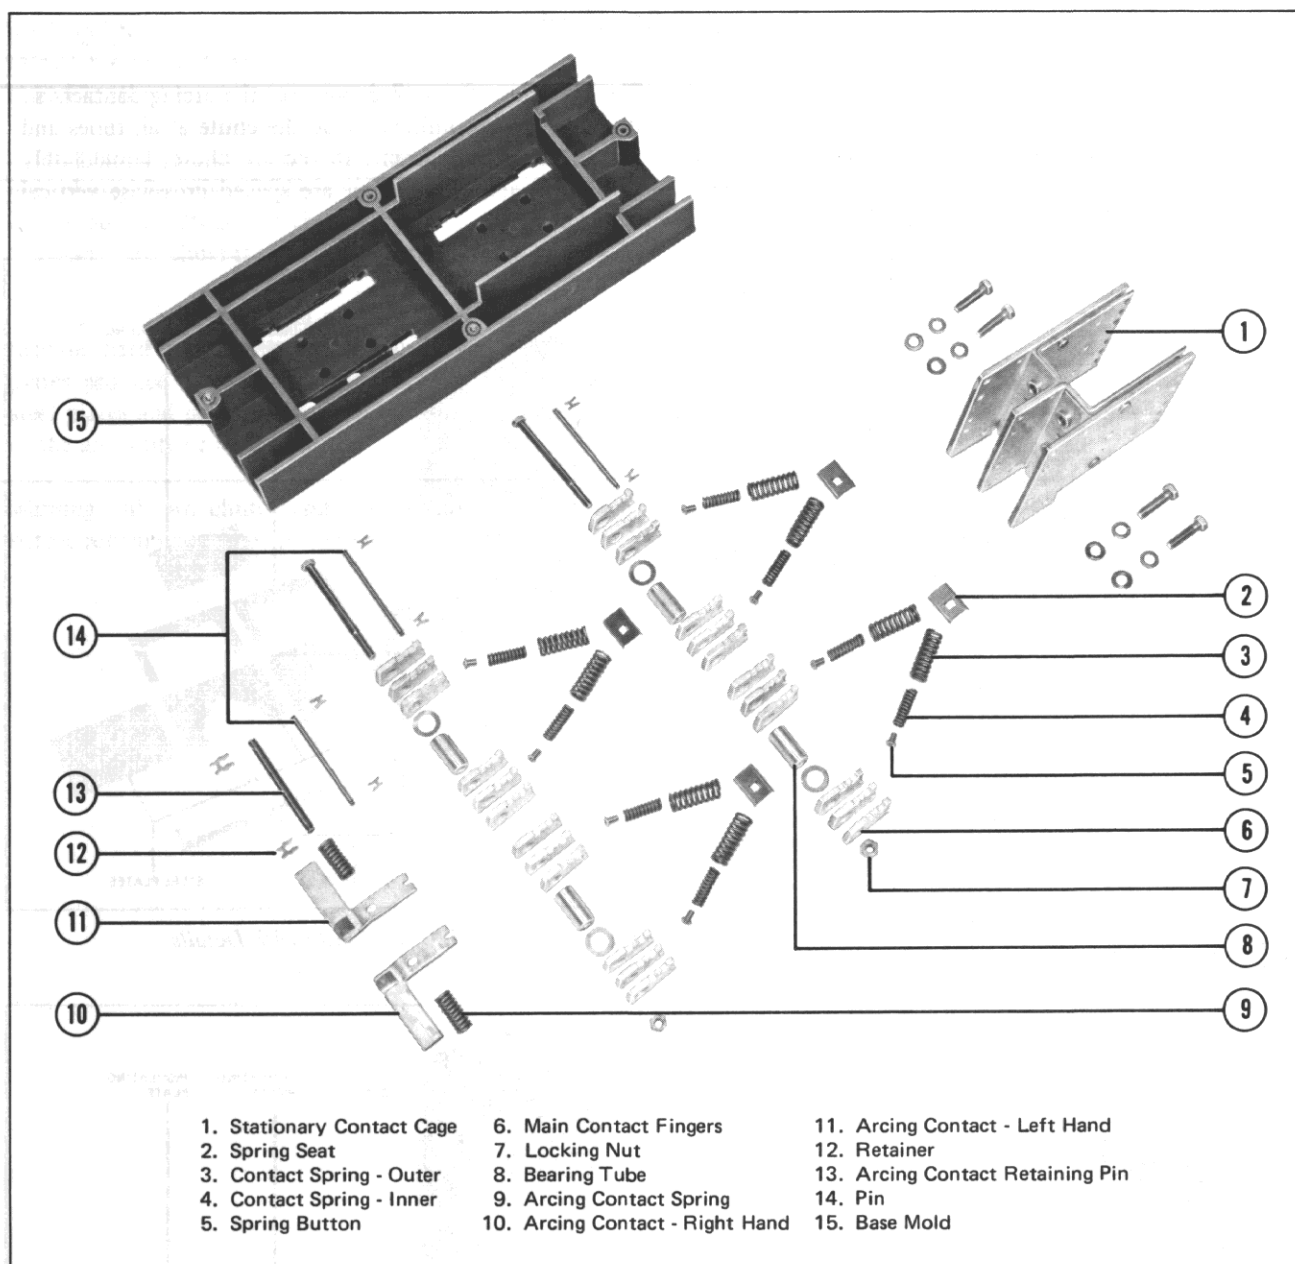 1
2
3
4
5
6
7
8
9
10
11
12
13
14
15
1. Stationary Contact Cage
2. Spring Seat
3. Contact Spring - Outer
4. Contact Spring - Inner
5. Spring Button
6. Main Contact Fingers
7. Locking Nut
8. Bearing Tube
9. Arcing Contact Spring
10. Arcing Contact - Right Hand
11. Arcing Contact - Left Hand
12. Retainer
13. Arcing Contact Retaining Pin
14. Pin
15. Base Mold